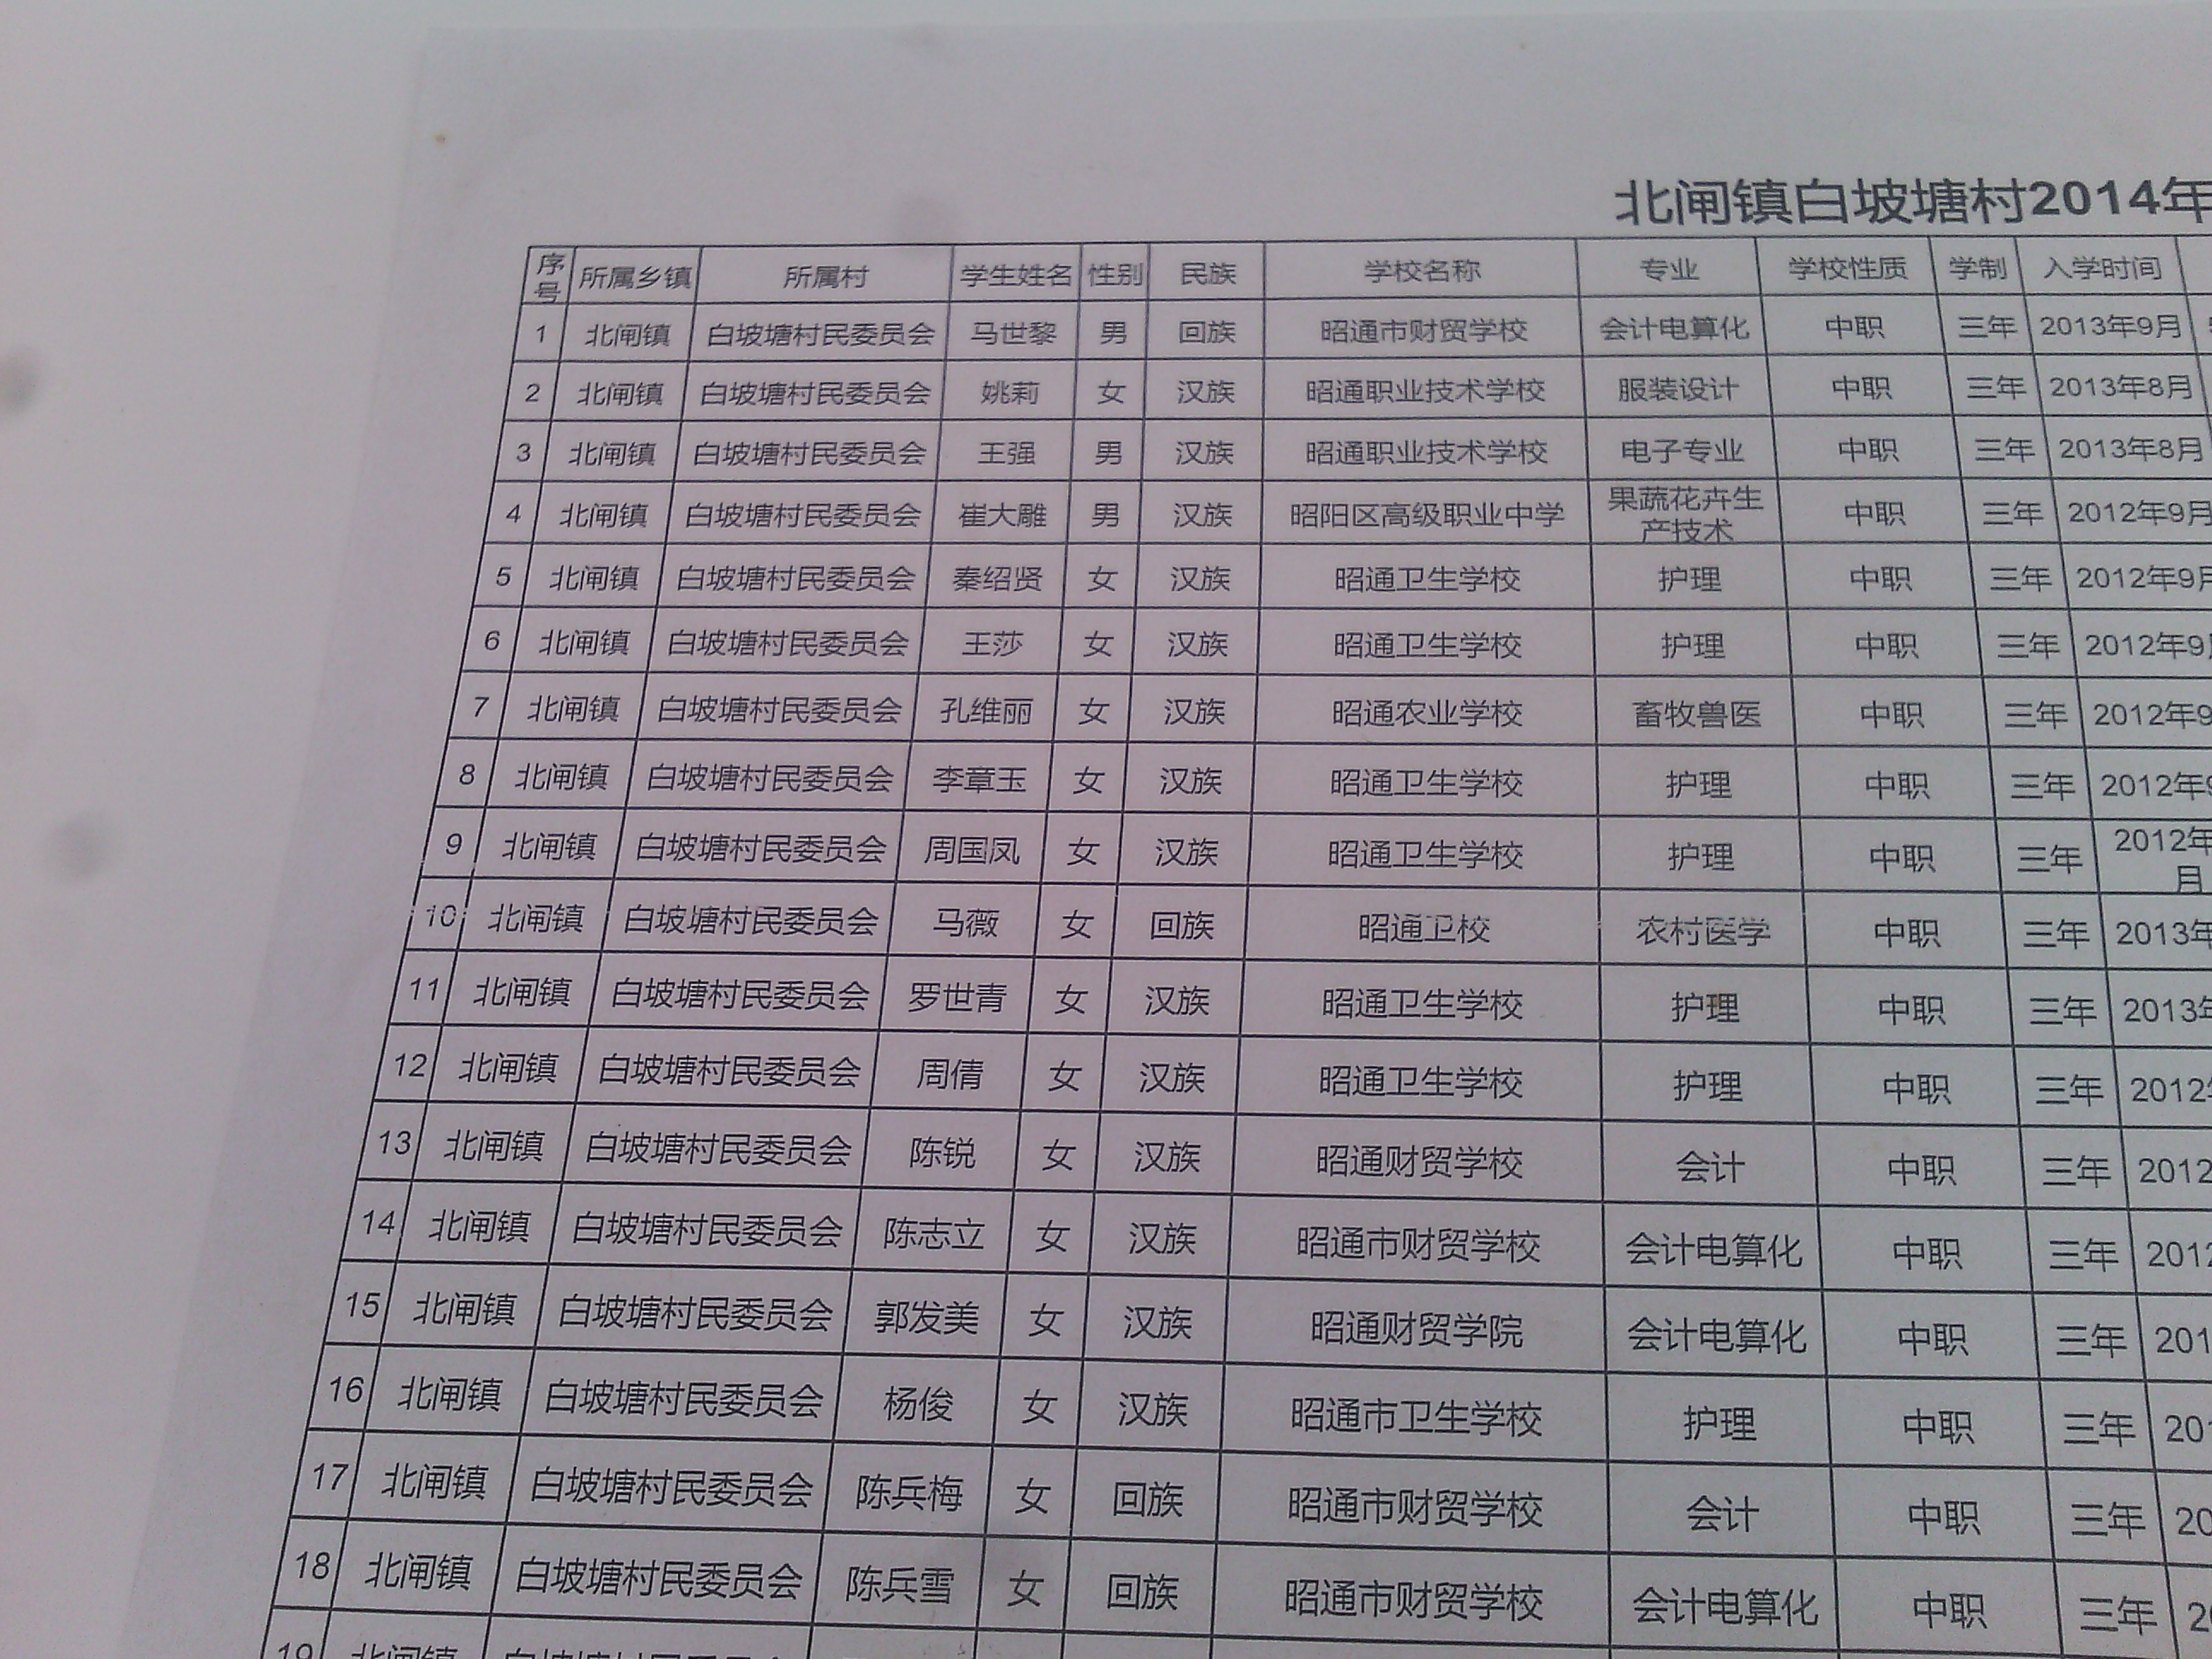 北闸镇白坡塘村2014年
序号 所属乡镇 所属村 学生姓名 性别 民族 学校名称 专业 学校性质 学制 入学时间
1 北闸镇 白坡塘村民委员会 马世黎 男 回族 昭通市财贸学校 会计电算化 中职 三年 2013年9月
2 北闸镇 白坡塘村民委员会 姚莉 女 汉族 昭通职业技术学校 服装设计 中职 三年 2013年8月
3 北闸镇 白坡塘村民委员会 王强 男 汉族 昭通职业技术学校 电子专业 中职 三年 2013年8月
4 北闸镇 白坡塘村民委员会 崔大雕 男 汉族 昭阳区高级职业中学 果蔬花卉生产技术 中职 三年 2012年9月
5 北闸镇 白坡塘村民委员会 秦绍贤 女 汉族 昭通卫生学校 护理 中职 三年 2012年9月
6 北闸镇 白坡塘村民委员会 王莎 女 汉族 昭通卫生学校 护理 中职 三年 2012年9月
7 北闸镇 白坡塘村民委员会 孔维丽 女 汉族 昭通农业学校 畜牧兽医 中职 三年 2012年9
8 北闸镇 白坡塘村民委员会 李章玉 女 汉族 昭通卫生学校 护理 中职 三年 2012年9
9 北闸镇 白坡塘村民委员会 周国凤 女 汉族 昭通卫生学校 护理 中职 三年 2012年 月
10 北闸镇 白坡塘村民委员会 马薇 女 回族 昭通卫校 农村医学 中职 三年 2013年
11 北闸镇 白坡塘村民委员会 罗世青 女 汉族 昭通卫生学校 护理 中职 三年 2013年
12 北闸镇 白坡塘村民委员会 周倩 女 汉族 昭通卫生学校 护理 中职 三年 2012
13 北闸镇 白坡塘村民委员会 陈锐 女 汉族 昭通财贸学校 会计 中职 三年 2012
14 北闸镇 白坡塘村民委员会 陈志立 女 汉族 昭通市财贸学校 会计电算化 中职 三年 2012
15 北闸镇 白坡塘村民委员会 郭发美 女 汉族 昭通财贸学院 会计电算化 中职 三年 201
16 北闸镇 白坡塘村民委员会 杨俊 女 汉族 昭通市卫生学校 护理 中职 三年 201
17 北闸镇 白坡塘村民委员会 陈兵梅 女 回族 昭通市财贸学校 会计 中职 三年 20
18 北闸镇 白坡塘村民委员会 陈兵雪 女 回族 昭通市财贸学校 会计电算化 中职 三年 20
19 北闸镇 白坡塘村民委员会